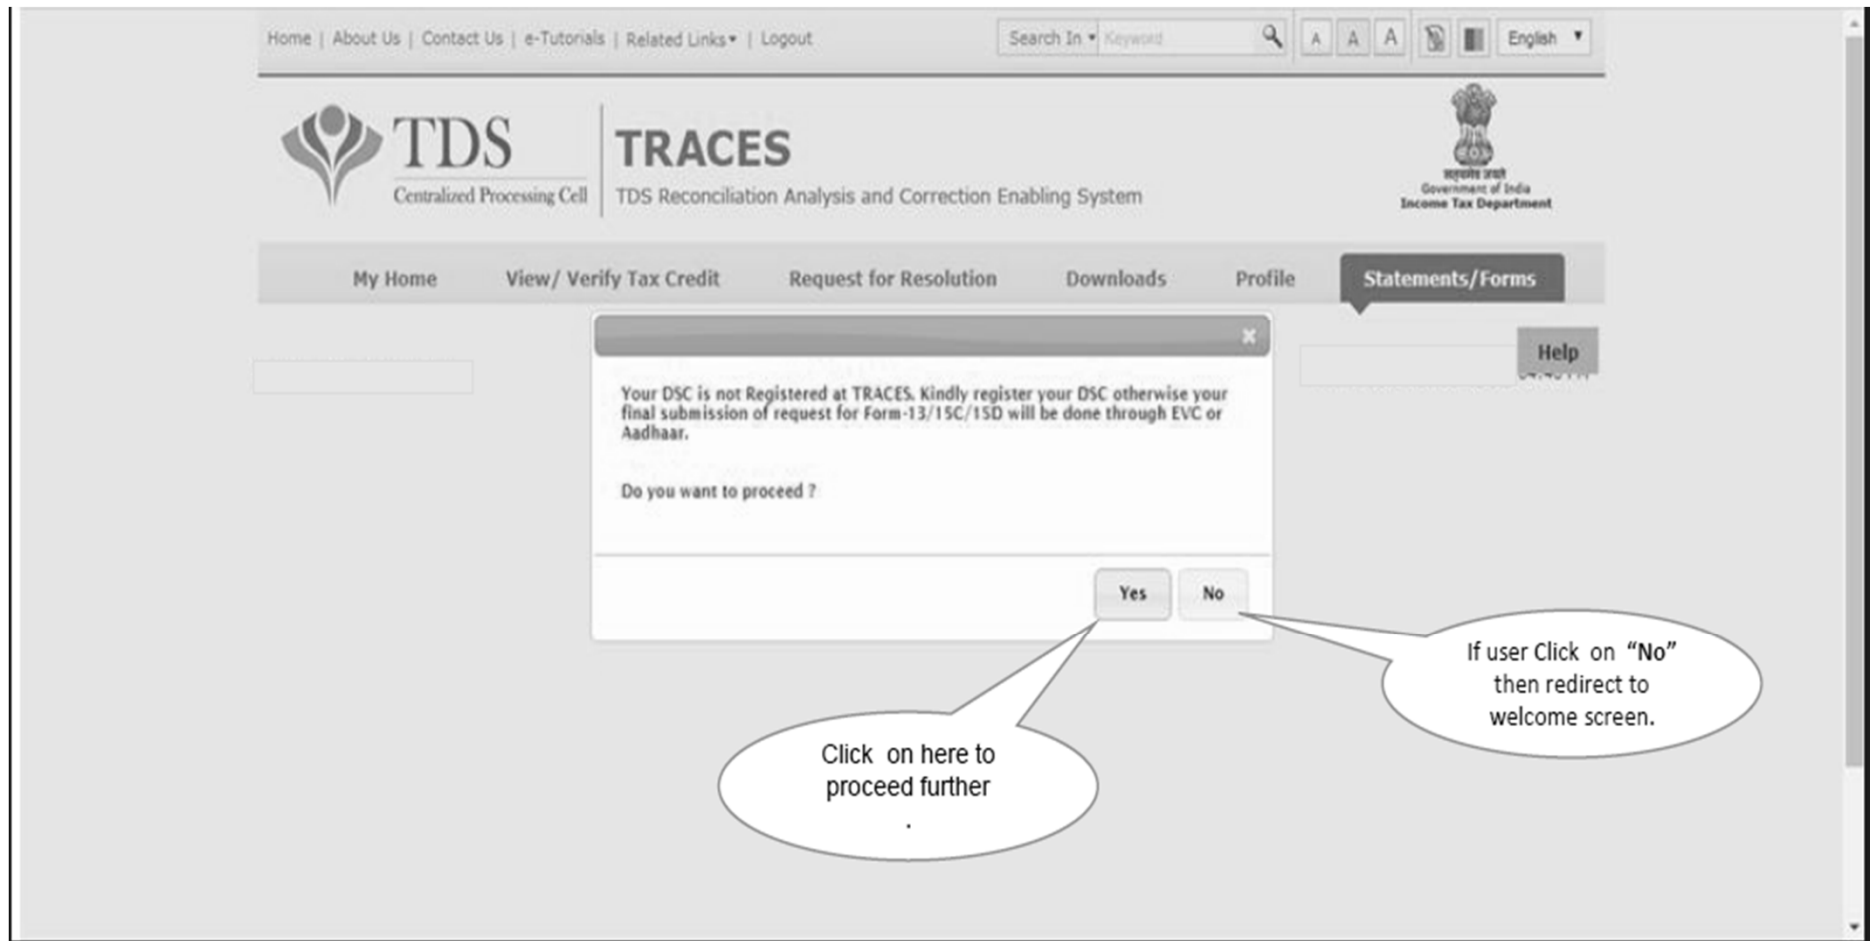 Home | About Us | Contact Us | e-Tutorials | Related Links ▾ | Logout
Search In ▾ Keyword
A A A
English ▼
TDS
Centralized Processing Cell
TRACES
TDS Reconciliation Analysis and Correction Enabling System
सत्यमेव जयते
Government of India
Income Tax Department
My Home View/ Verify Tax Credit Request for Resolution Downloads Profile Statements/Forms
Help
Your DSC is not Registered at TRACES. Kindly register your DSC otherwise your
final submission of request for Form-13/15C/15D will be done through EVC or
Aadhaar.
Do you want to proceed ?
Yes No
If user Click on “No”
then redirect to
welcome screen.
Click on here to
proceed further
.